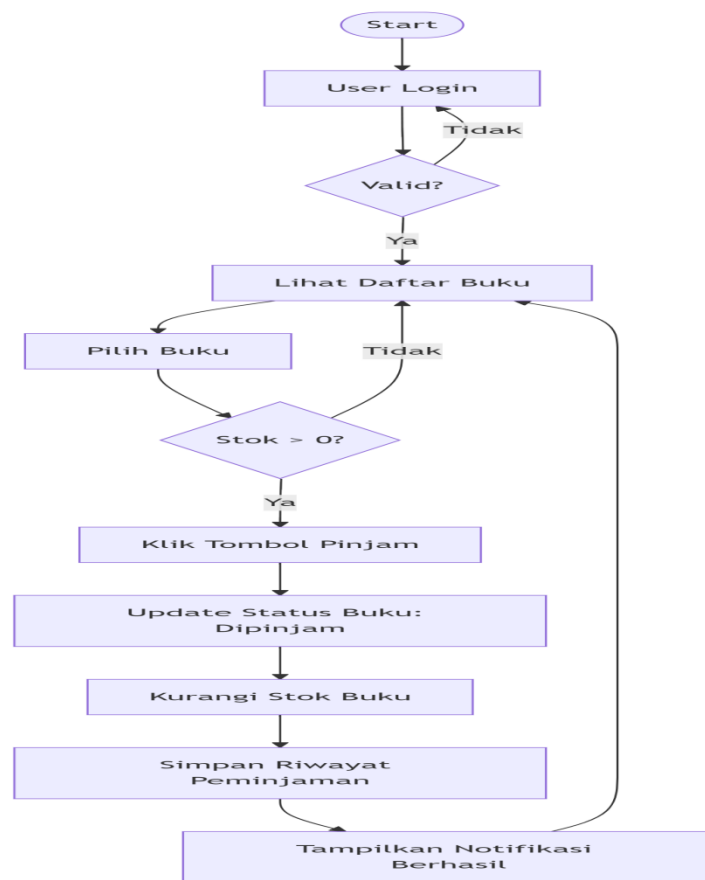 Start
User Login
Tidak
Valid?
Ya
Lihat Daftar Buku
Pilih Buku
Tidak
Stok > 0?
Ya
Klik Tombol Pinjam
Update Status Buku:
Dipinjam
Kurangi Stok Buku
Simpan Riwayat
Peminjaman
Tampilkan Notifikasi
Berhasil